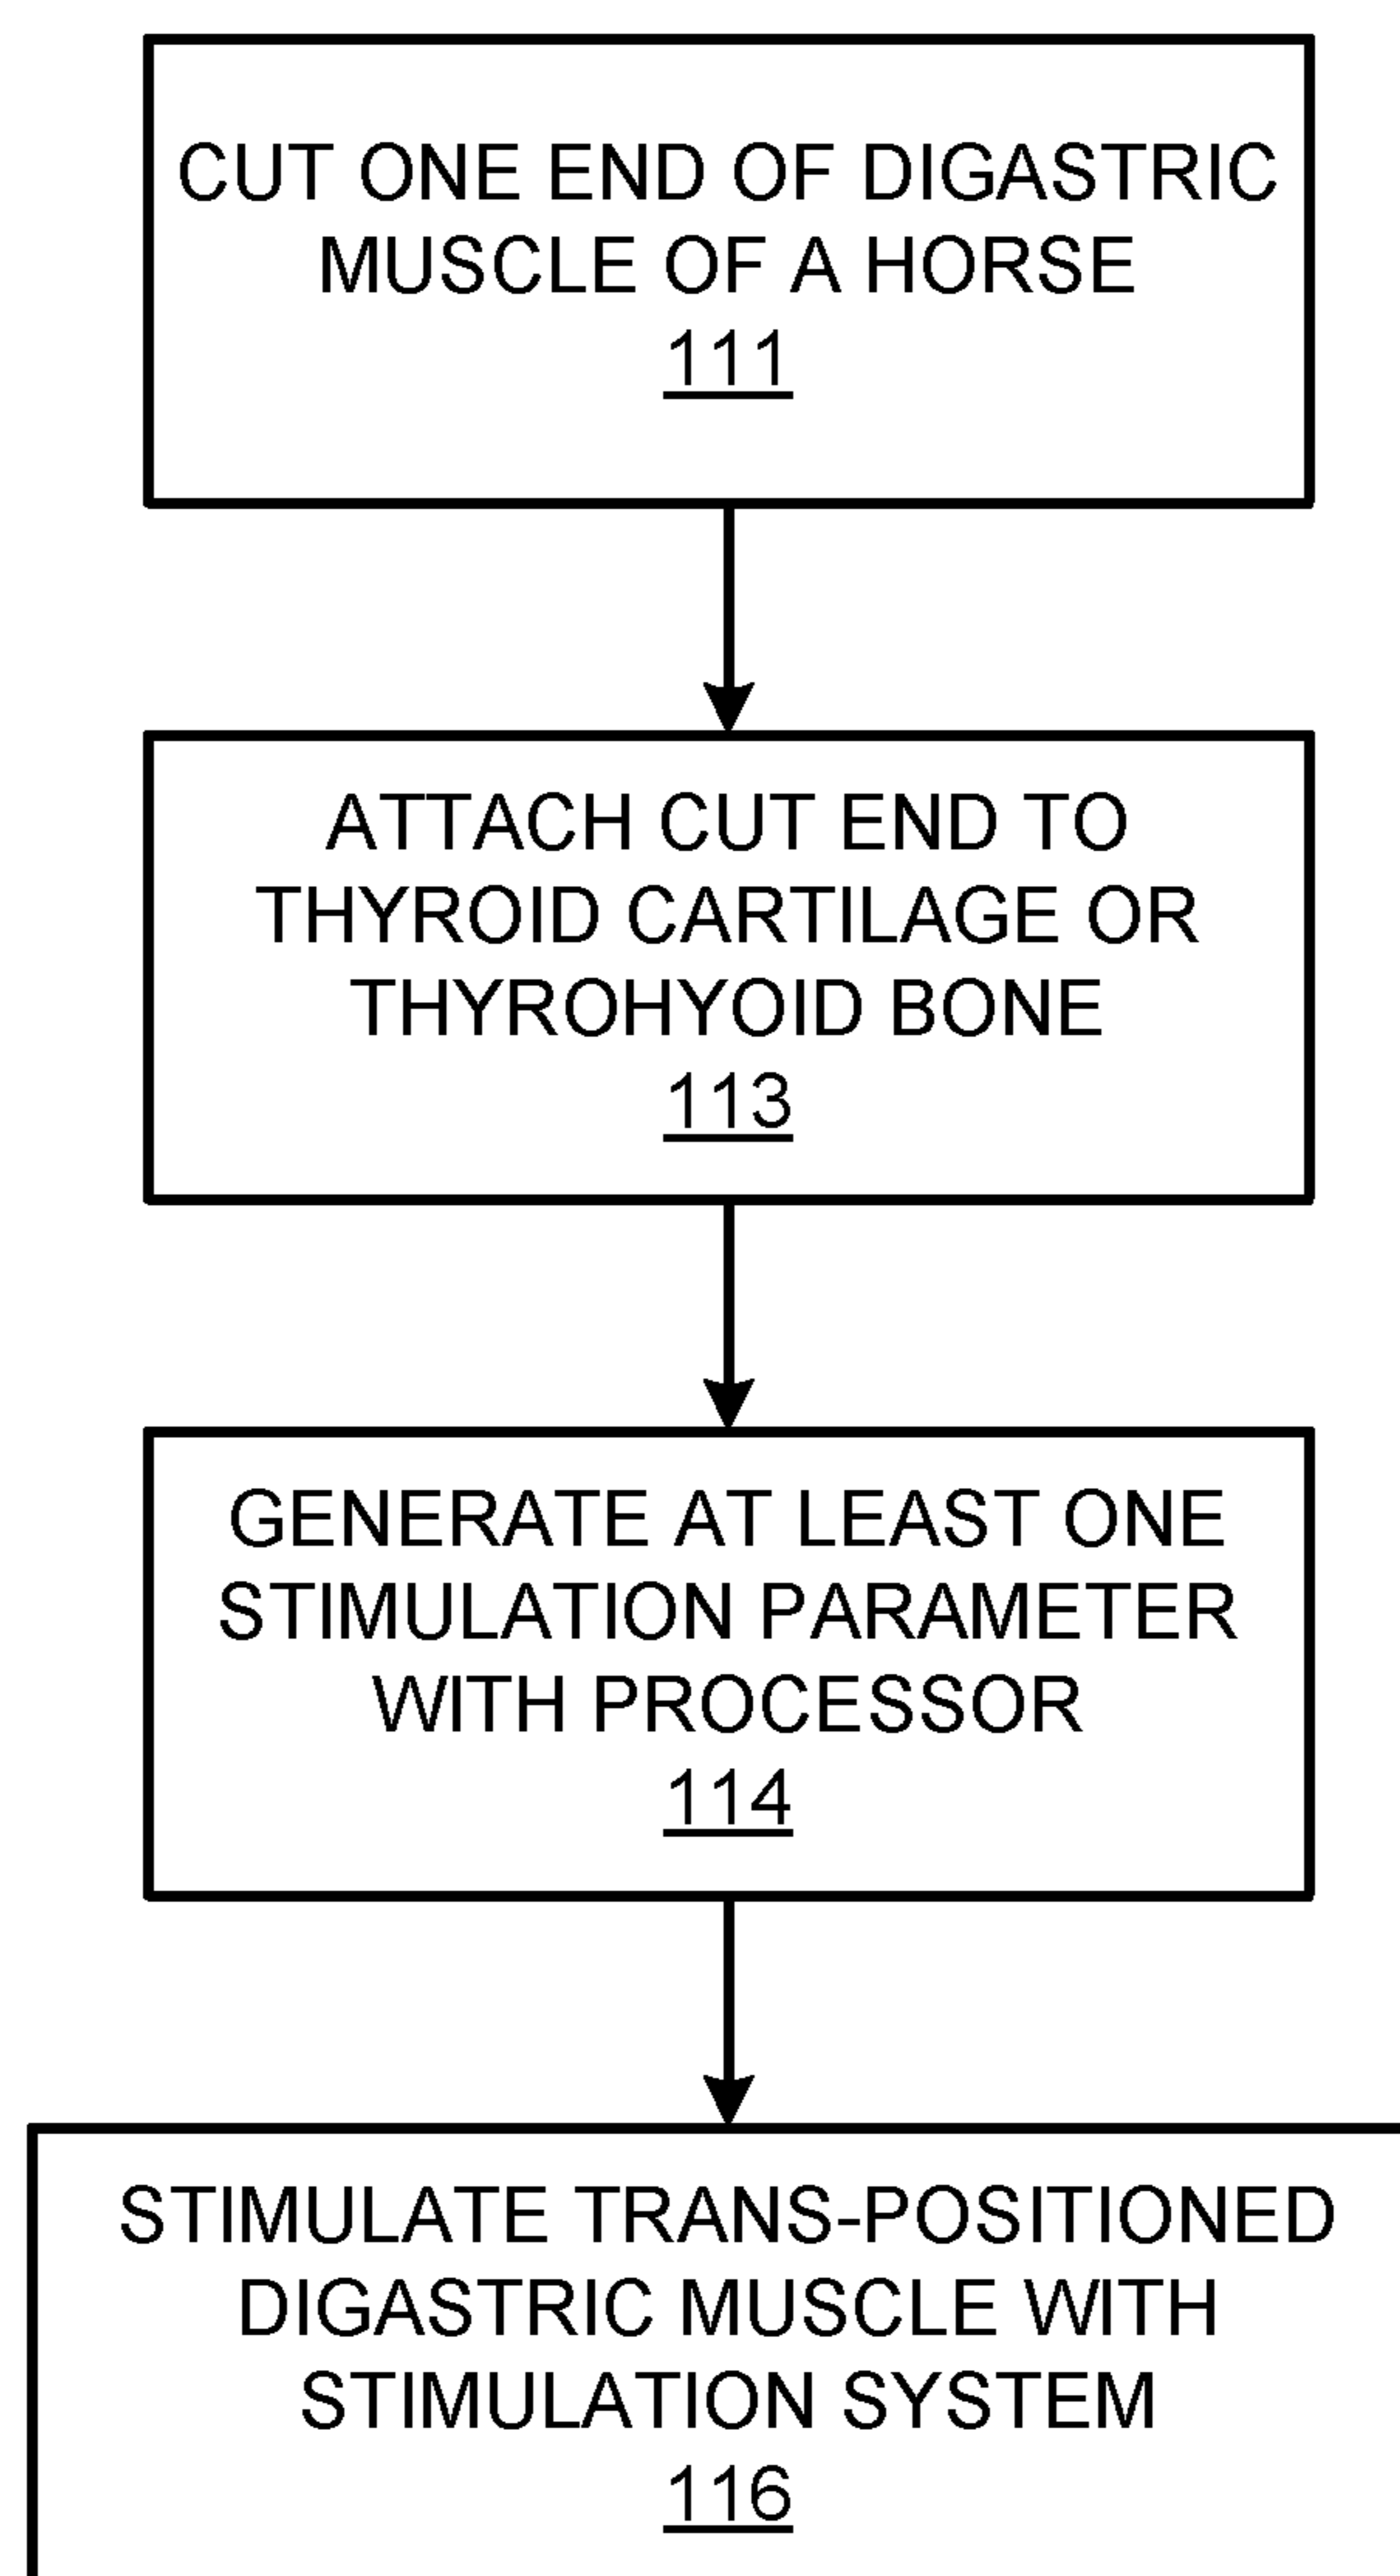 CUT ONE END OF DIGASTRIC
MUSCLE OF A HORSE
111
ATTACH CUT END TO
THYROID CARTILAGE OR
THYROHYOID BONE
113
GENERATE AT LEAST ONE
STIMULATION PARAMETER
WITH PROCESSOR
114
STIMULATE TRANS-POSITIONED
DIGASTRIC MUSCLE WITH
STIMULATION SYSTEM
116